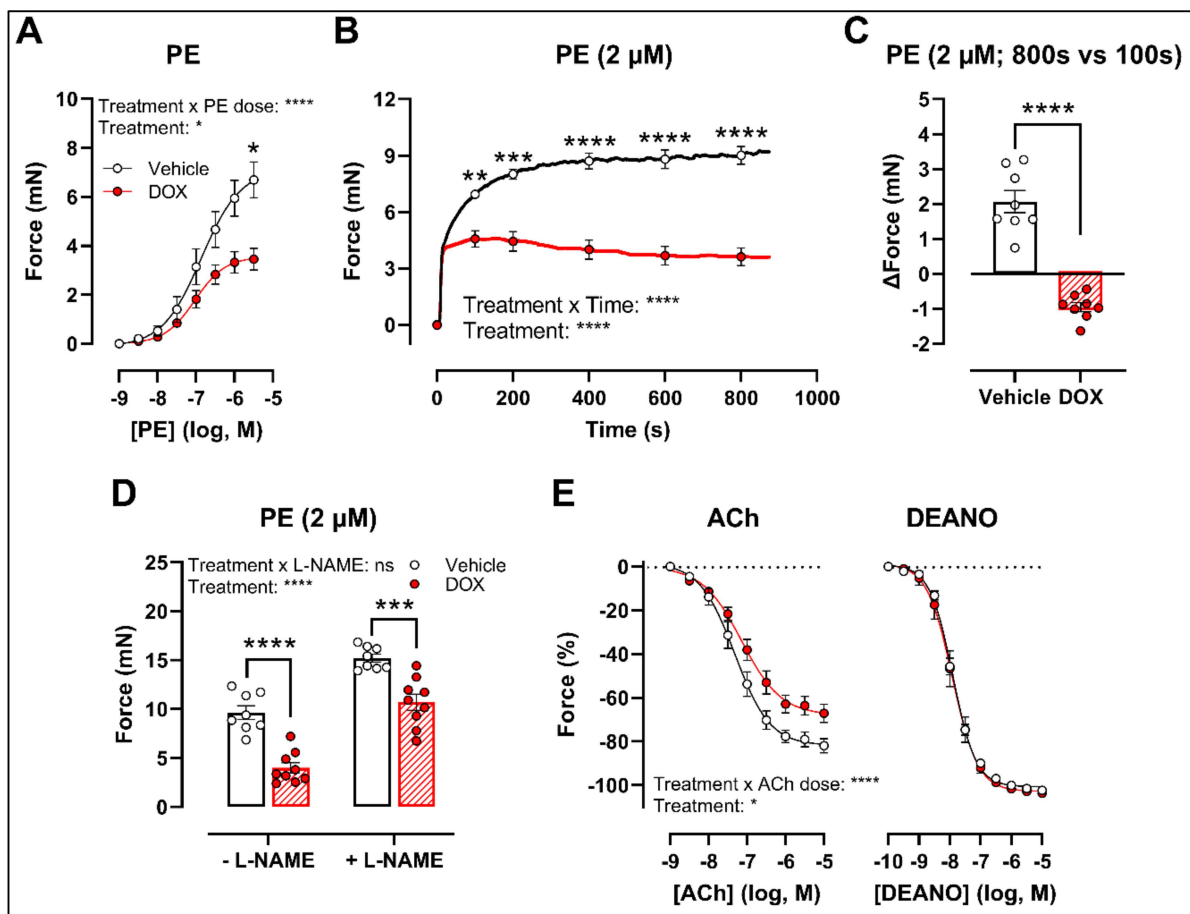 A
PE
10
8
6
4
2
0
Force (mN)
Treatment x PE dose: ****
Treatment: *
Vehicle
DOX
*
-9 -8 -7 -6 -5
[PE] (log, M)
B
PE (2 µM)
9
6
3
0
Force (mN)
** *** **** **** ****
Treatment x Time: ****
Treatment: ****
0 200 400 600 800 1000
Time (s)
C
PE (2 µM; 800s vs 100s)
5
4
3
2
1
0
-1
-2
ΔForce (mN)
****
Vehicle DOX
D
PE (2 µM)
25
20
15
10
5
0
Force (mN)
Treatment x L-NAME: ns
Treatment: ****
Vehicle
DOX
****
***
- L-NAME + L-NAME
E
ACh
DEANO
0
-20
-40
-60
-80
-100
Force (%)
Treatment x ACh dose: ****
Treatment: *
-9 -8 -7 -6 -5
[ACh] (log, M)
-10 -9 -8 -7 -6 -5
[DEANO] (log, M)